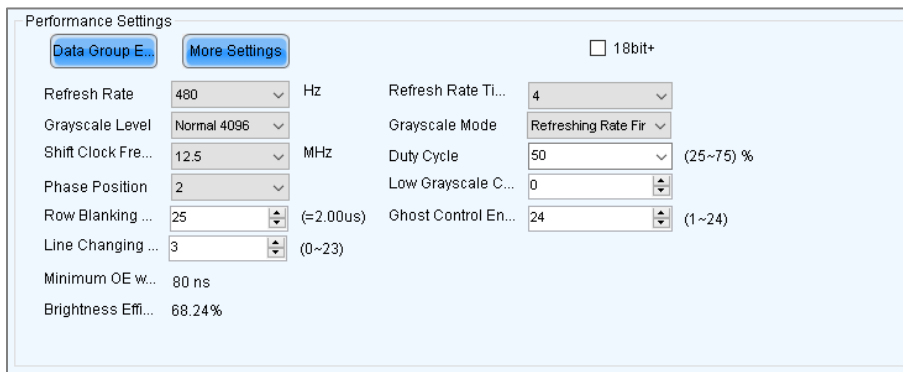 Performance Settings
Data Group E... More Settings 18bit+
Refresh Rate 480 Hz Refresh Rate Ti... 4
Grayscale Level Normal 4096 Grayscale Mode Refreshing Rate Fir
Shift Clock Fre... 12.5 MHz Duty Cycle 50 (25~75) %
Phase Position 2 Low Grayscale C... 0
Row Blanking ... 25 (=2.00us) Ghost Control En... 24 (1~24)
Line Changing ... 3 (0~23)
Minimum OE w... 80 ns
Brightness Effi... 68.24%